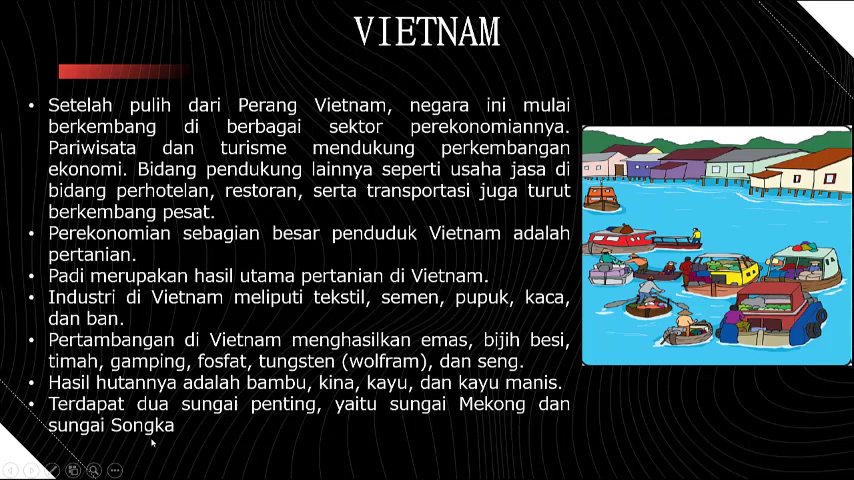 VIETNAM
• Setelah pulih dari Perang Vietnam, negara ini mulai
berkembang di berbagai sektor perekonomiannya.
Pariwisata dan turisme mendukung perkembangan
ekonomi. Bidang pendukung lainnya seperti usaha jasa di
bidang perhotelan, restoran, serta transportasi juga turut
berkembang pesat.
• Perekonomian sebagian besar penduduk Vietnam adalah
pertanian.
• Padi merupakan hasil utama pertanian di Vietnam.
• Industri di Vietnam meliputi tekstil, semen, pupuk, kaca,
dan ban.
• Pertambangan di Vietnam menghasilkan emas, bijih besi,
timah, gamping, fosfat, tungsten (wolfram), dan seng.
• Hasil hutannya adalah bambu, kina, kayu, dan kayu manis.
• Terdapat dua sungai penting, yaitu sungai Mekong dan
sungai Songka